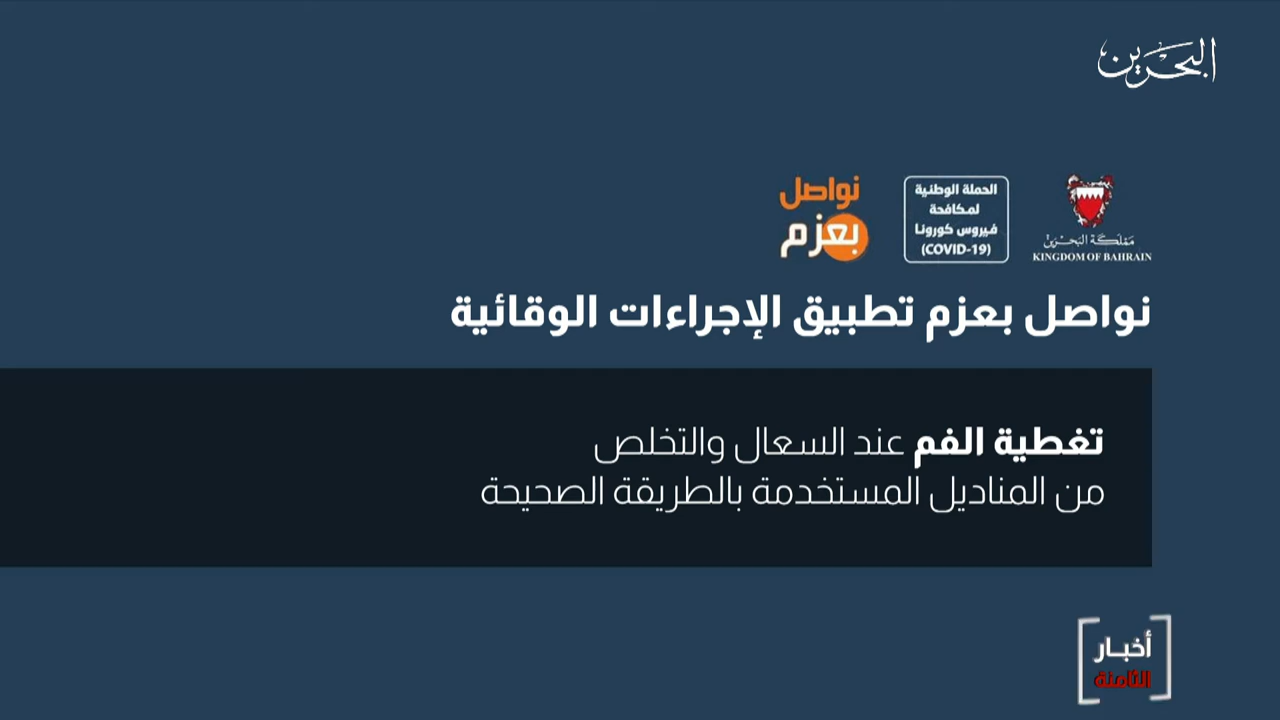 البحرين
نواصل
بعزم
الحملة الوطنية
لمكافحة
فيروس كورونا
(COVID-19)
مملكة البحرين
KINGDOM OF BAHRAIN
نواصل بعزم تطبيق الإجراءات الوقائية
تغطية الفم عند السعال والتخلص
من المناديل المستخدمة بالطريقة الصحيحة
أخبار
الثامنة